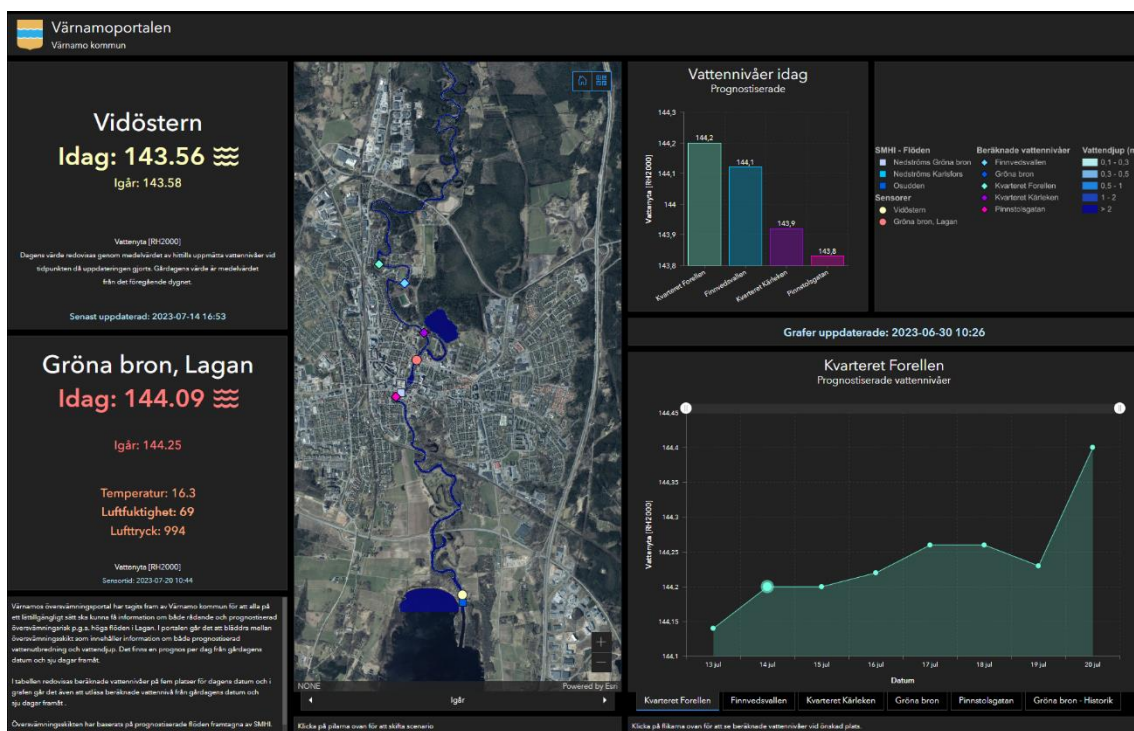 Värnamoportalen
Värnamo kommun
Vidöstern
Idag: 143.56
Igår: 143.58
Vattenyta [RH2000]
Dagens värde redovisas genom medelvärdet av hittills uppmätta vattennivåer vid
tidpunkten då uppdateringen gjorts. Gårdagens värde är medelvärdet
från det föregående dygnet.
Senast uppdaterad: 2023-07-14 16:53
Gröna bron, Lagan
Idag: 144.09
Igår: 144.25
Temperatur: 16.3
Luftfuktighet: 69
Lufttryck: 994
Vattenyta [RH2000]
Sensortid: 2023-07-20 10:44
Värnamos översvämningsportal har tagits fram av Värnamo kommun för att alla på
ett lättillgängligt sätt ska kunna få information om både rådande och prognostiserad
översvämningsrisk p.g.s. höga flöden i Lagan. I portalen går det att bläddra mellan
översvämningsskikt som innehåller information om både prognostiserad
vattenutbredning och vattendjup. Det finns en prognos per dag från gårdagens
datum och sju dagar framåt.
I tabellen redovisas beräknade vattennivåer på fem platser för dagens datum och i
grafen går det även att utläsa beräknade vattennivå från gårdagens datum och
sju dagar framåt .
Översvämningsskikten har baserats på prognostiserade flöden framtagna av SMHI.
NONE
Powered by Esri
Igår
Klicka på pilarna ovan för att skifta scenario
Vattennivåer idag
Prognostiserade
Vattenyta [RH2000]
144,3
144,2
144,1
144
143,9
143,8
144,2
144,1
143,9
143,8
Kvarteret Forellen
Finnvedsvallen
Kvarteret Kärleken
Pinnstolsgatan
SMHI - Flöden
Nedströms Gröna bron
Nedströms Karlsfors
Osudden
Sensorer
Vidöstern
Gröna bron, Lagan
Beräknade vattennivåer
Finnvedsvallen
Gröna bron
Kvarteret Forellen
Kvarteret Kärleken
Pinnstolsgatan
Vattendjup (m
0,1 - 0,3
0,3 - 0,5
0,5 - 1
1 - 2
> 2
Grafer uppdaterade: 2023-06-30 10:26
Kvarteret Forellen
Prognostiserade vattennivåer
Vattenyta [RH2000]
144,45
144,4
144,35
144,3
144,25
144,2
144,15
144,1
13 jul
14 jul
15 jul
16 jul
17 jul
18 jul
19 jul
20 jul
Datum
Kvarteret Forellen
Finnvedsvallen
Kvarteret Kärleken
Gröna bron
Pinnstolsgatan
Gröna bron - Historik
Klicka på flikarna ovan för att se beräknade vattennivåer vid önskad plats.